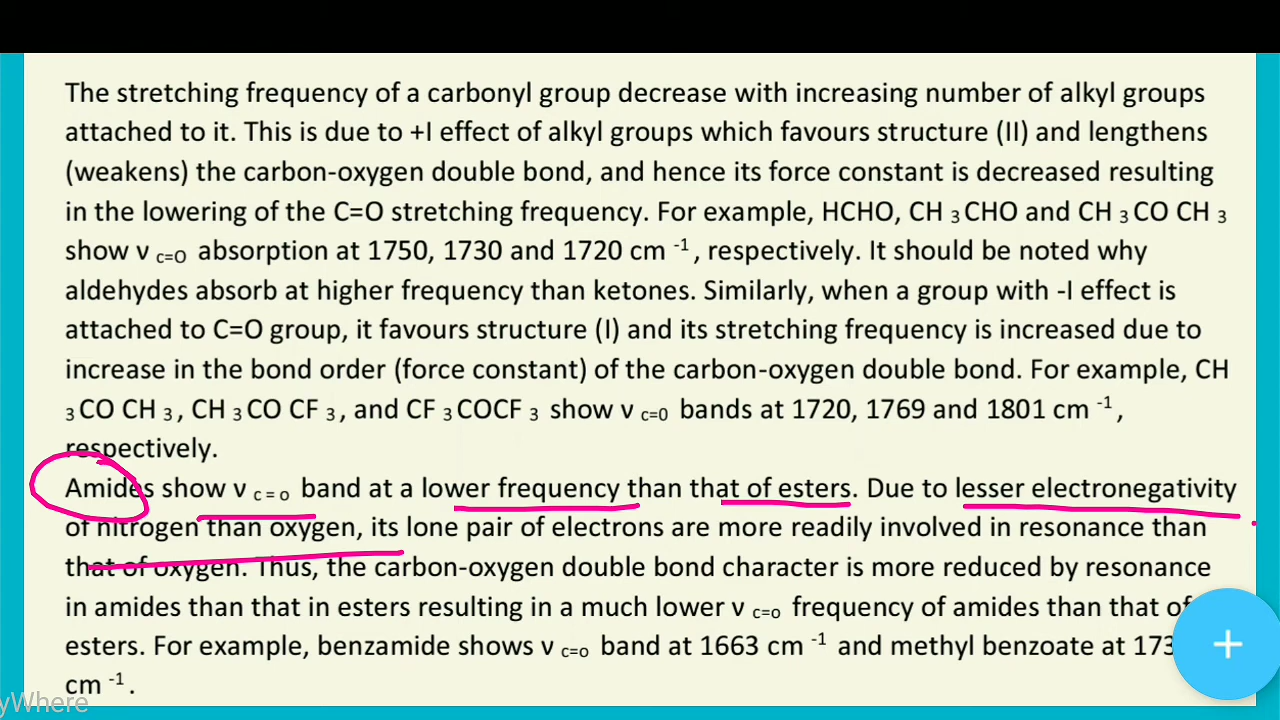 The stretching frequency of a carbonyl group decrease with increasing number of alkyl groups
attached to it. This is due to +I effect of alkyl groups which favours structure (II) and lengthens
(weakens) the carbon-oxygen double bond, and hence its force constant is decreased resulting
in the lowering of the C=O stretching frequency. For example, HCHO, CH 3 CHO and CH 3 CO CH 3
show ν c=O absorption at 1750, 1730 and 1720 cm -1 , respectively. It should be noted why
aldehydes absorb at higher frequency than ketones. Similarly, when a group with -I effect is
attached to C=O group, it favours structure (I) and its stretching frequency is increased due to
increase in the bond order (force constant) of the carbon-oxygen double bond. For example, CH
3 CO CH 3 , CH 3 CO CF 3 , and CF 3 COCF 3 show ν c=0 bands at 1720, 1769 and 1801 cm -1 ,
respectively.
Amides show ν c = o band at a lower frequency than that of esters. Due to lesser electronegativity
of nitrogen than oxygen, its lone pair of electrons are more readily involved in resonance than
that of oxygen. Thus, the carbon-oxygen double bond character is more reduced by resonance
in amides than that in esters resulting in a much lower ν c=o frequency of amides than that of
esters. For example, benzamide shows ν c=o band at 1663 cm -1 and methyl benzoate at 173
cm -1 .
yWhere